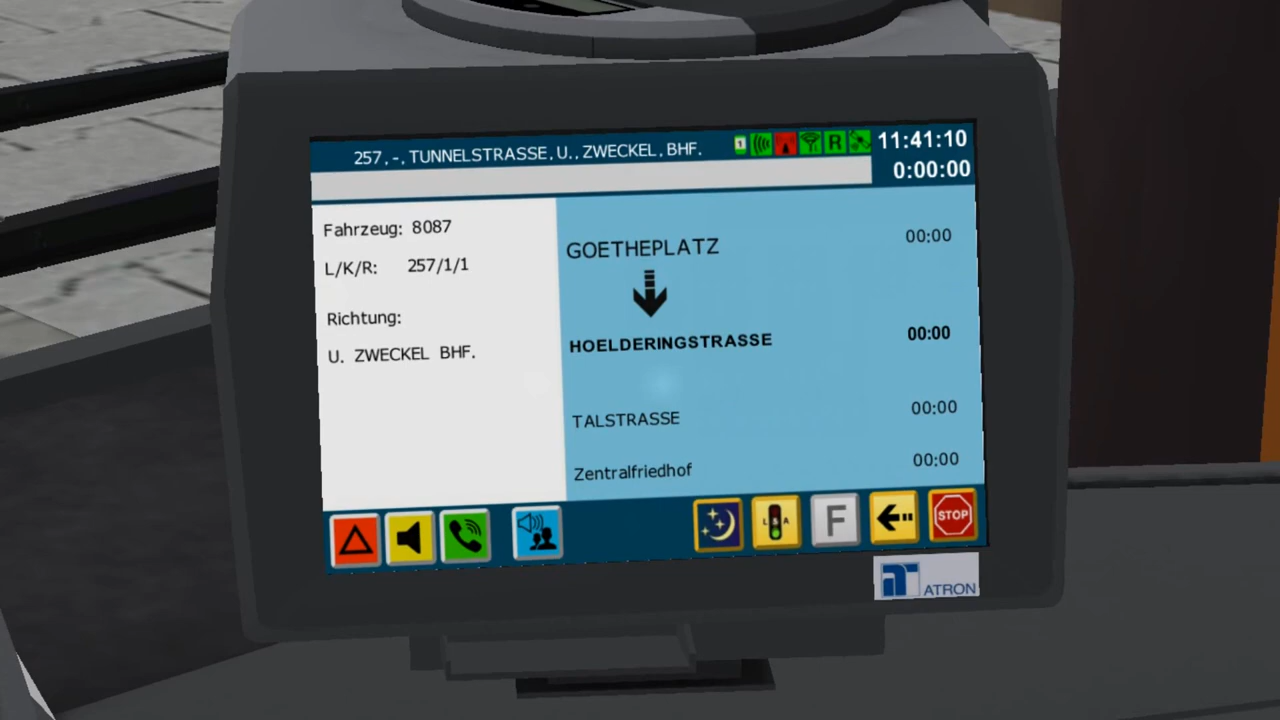 257,-,TUNNELSTRASSE,U.,ZWECKEL,BHF.
1
R
11:41:10
0:00:00
Fahrzeug: 8087
L/K/R: 257/1/1
Richtung:
U. ZWECKEL BHF.
GOETHEPLATZ 00:00
HOELDERINGSTRASSE 00:00
TALSTRASSE 00:00
Zentralfriedhof 00:00
L A
F
STOP
ATRON